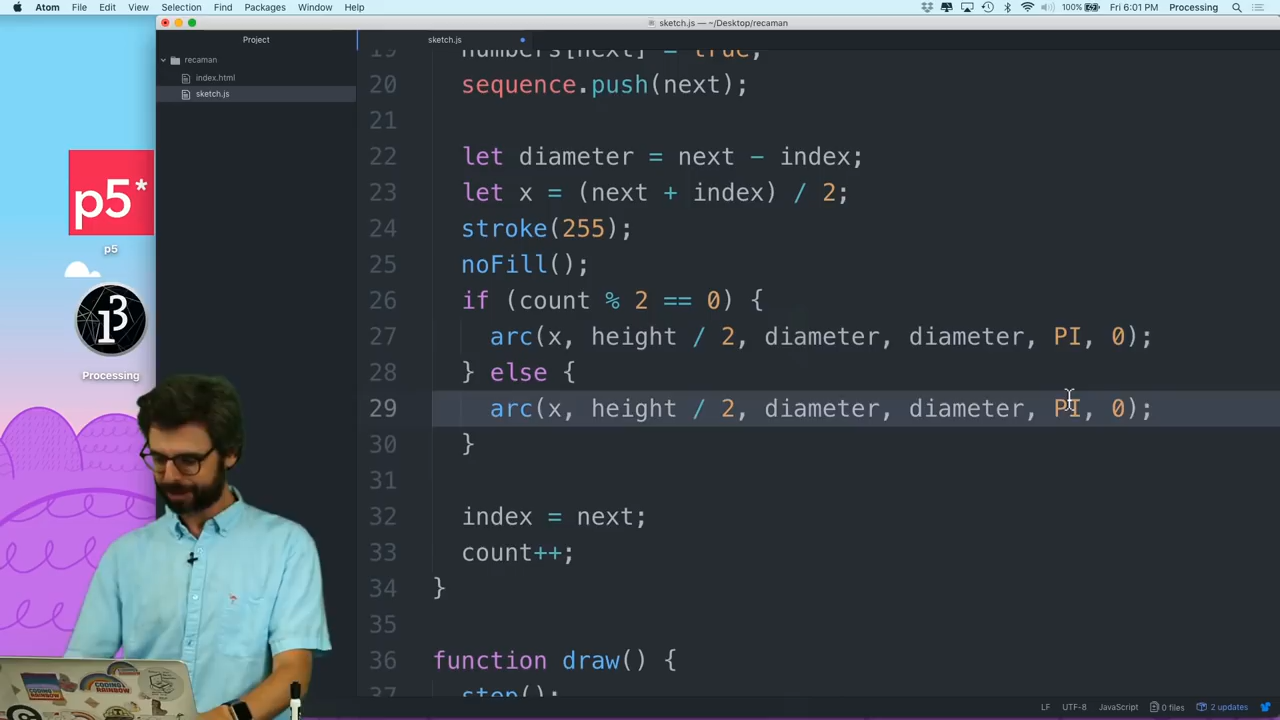 Atom File Edit View Selection Find Packages Window Help
100% Fri 6:01 PM Processing
sketch.js — ~/Desktop/recaman
Project
sketch.js
recaman
index.html
sketch.js
p5*
p5
Processing
19 numbers[next] = true;
20 sequence.push(next);
21
22 let diameter = next - index;
23 let x = (next + index) / 2;
24 stroke(255);
25 noFill();
26 if (count % 2 == 0) {
27 arc(x, height / 2, diameter, diameter, PI, 0);
28 } else {
29 arc(x, height / 2, diameter, diameter, PI, 0);
30 }
31
32 index = next;
33 count++;
34 }
35
36 function draw() {
37 step();
LF UTF-8 JavaScript 0 files 2 updates